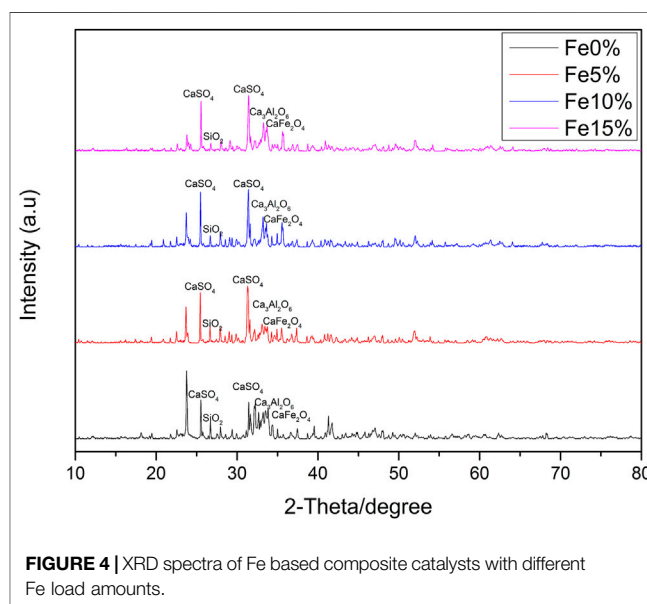 Fe0%
Fe5%
Fe10%
Fe15%
CaSO₄
CaSO₄
SiO₂
Ca₃Al₂O₆
CaFe₂O₄
CaSO₄
CaSO₄
SiO₂
Ca₃Al₂O₆
CaFe₂O₄
CaSO₄
CaSO₄
SiO₂
Ca₃Al₂O₆
CaFe₂O₄
CaSO₄
CaSO₄
SiO₂
Ca₃Al₂O₆
CaFe₂O₄
Intensity (a.u)
10 20 30 40 50 60 70 80
2-Theta/degree
FIGURE 4 | XRD spectra of Fe based composite catalysts with different
Fe load amounts.